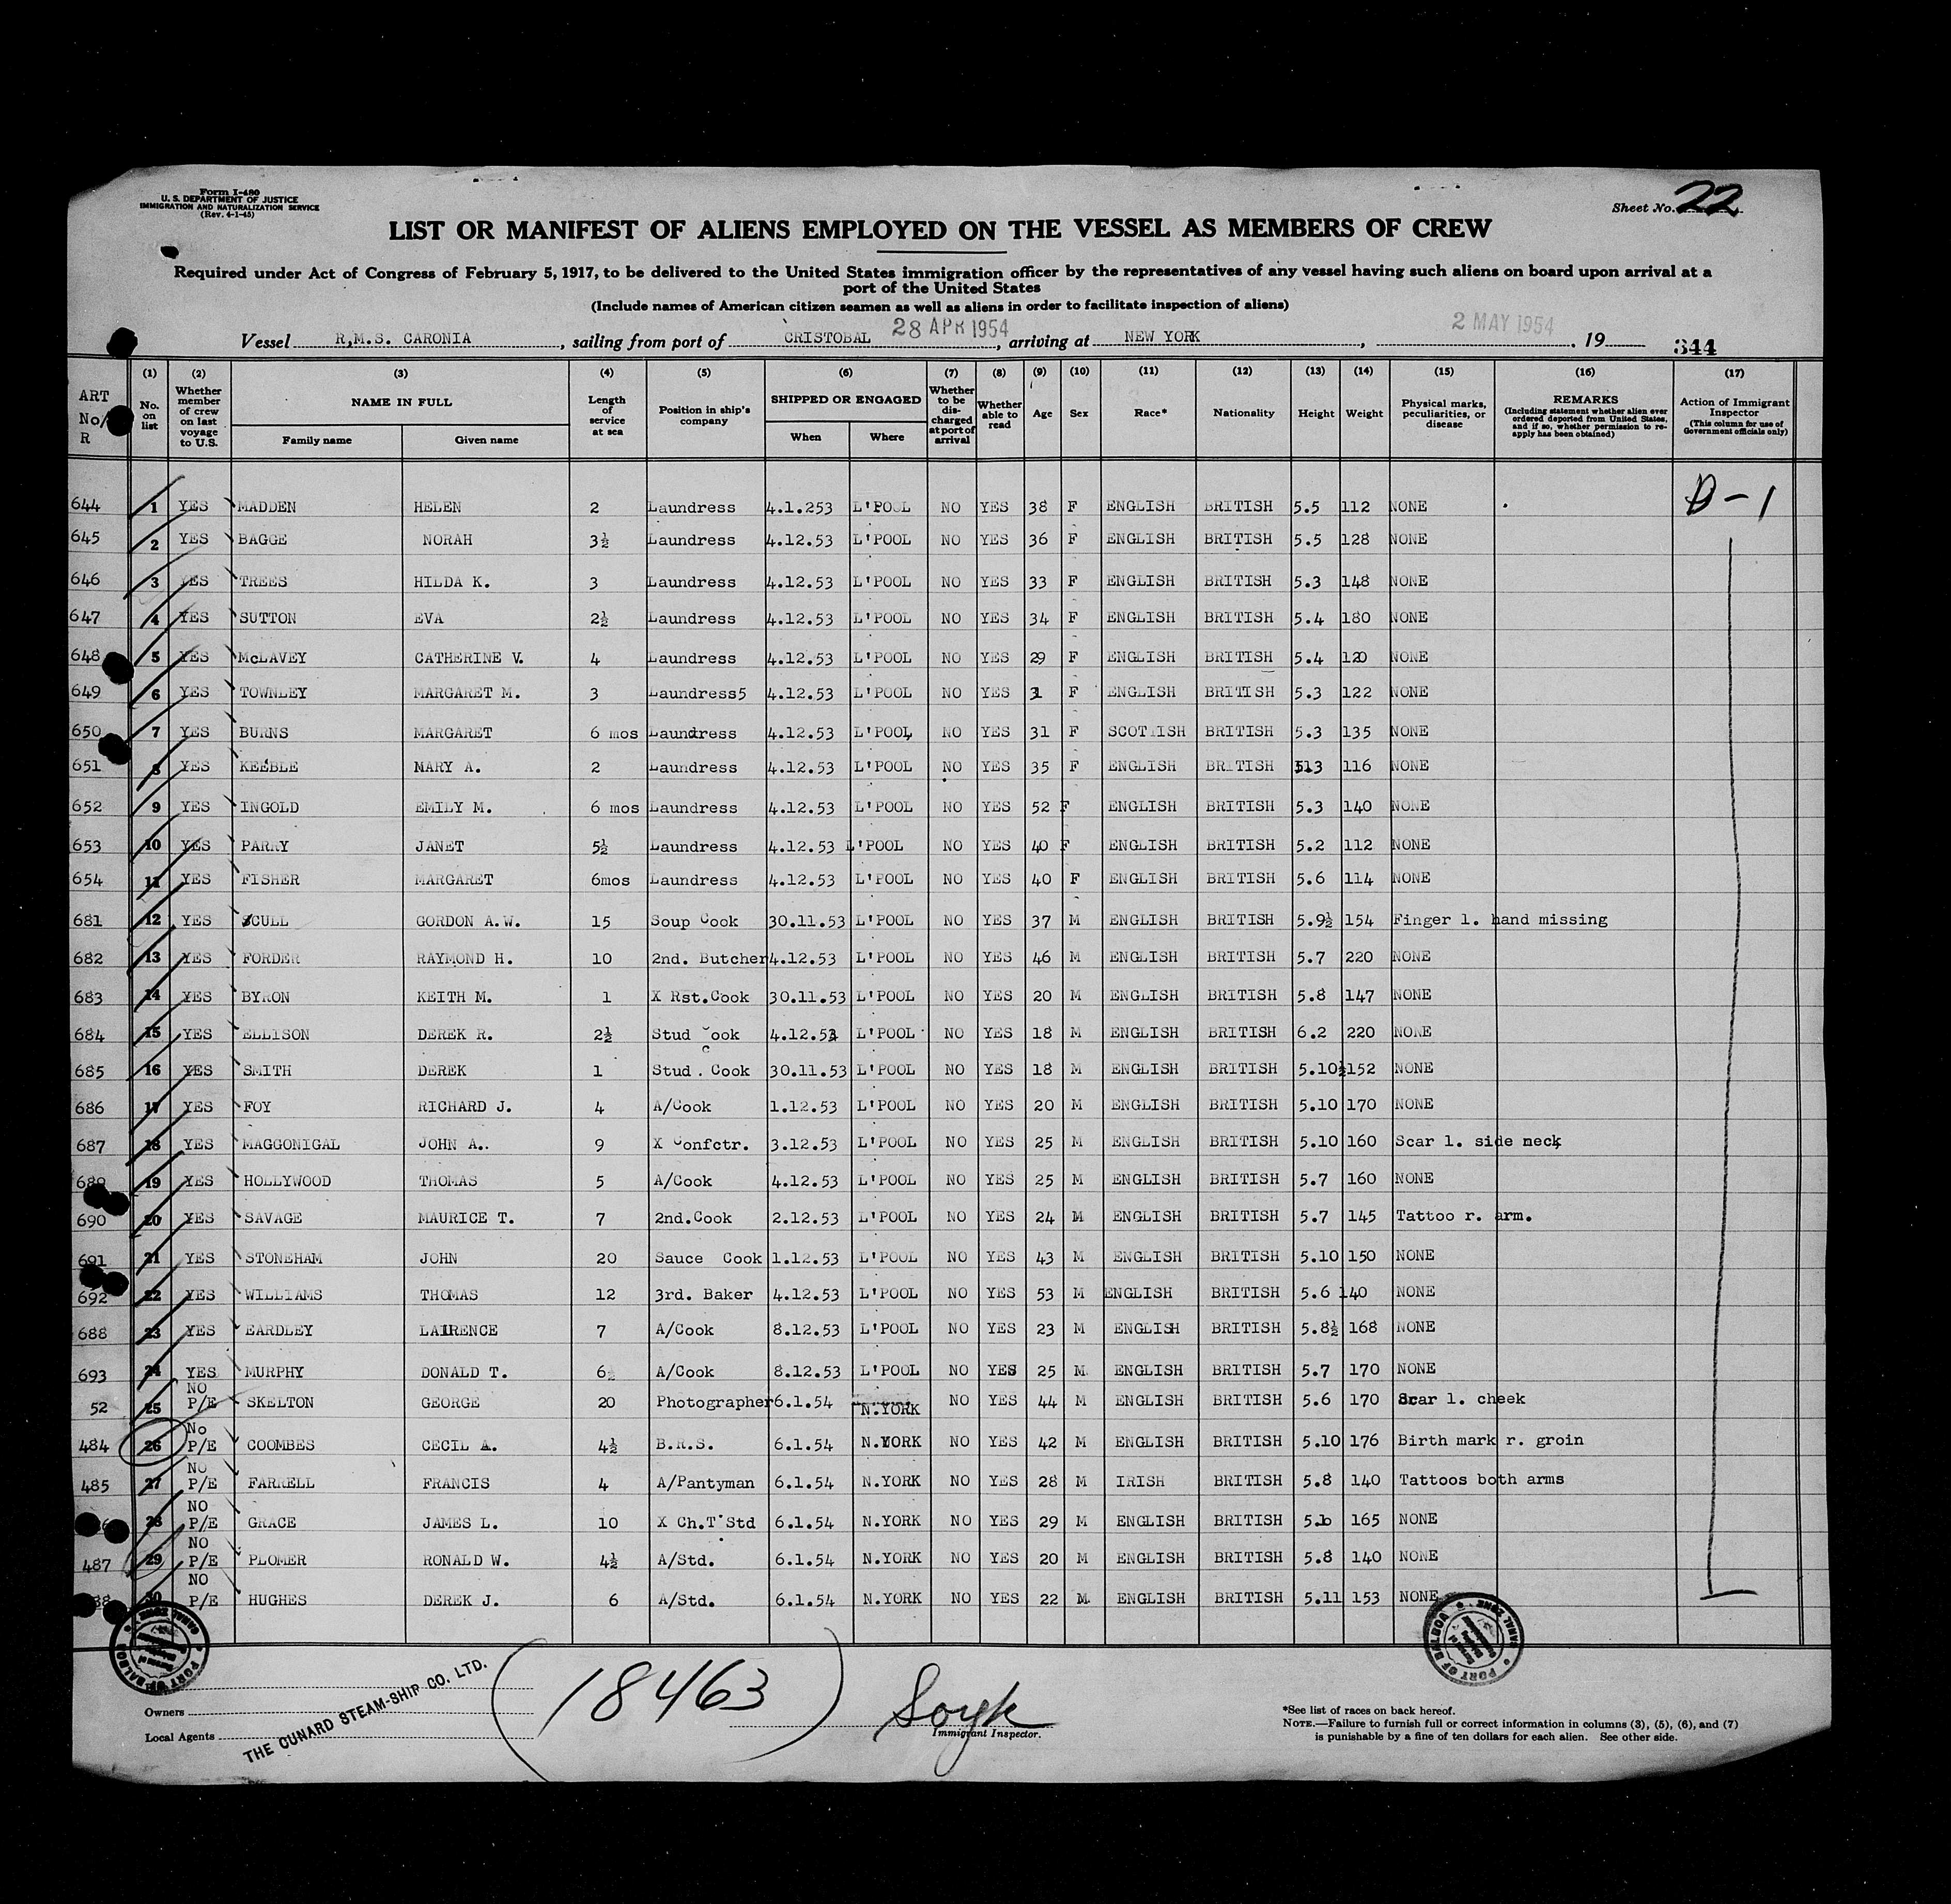 Form I-480
U. S. DEPARTMENT OF JUSTICE
IMMIGRATION AND NATURALIZATION SERVICE
(Rev. 4-1-45)
Sheet No. 22
LIST OR MANIFEST OF ALIENS EMPLOYED ON THE VESSEL AS MEMBERS OF CREW
Required under Act of Congress of February 5, 1917, to be delivered to the United States immigration officer by the representatives of any vessel having such aliens on board upon arrival at a
port of the United States
(Include names of American citizen seamen as well as aliens in order to facilitate inspection of aliens)
Vessel R,M.S. CARONIA, sailing from port of CRISTOBAL 28 APR 1954, arriving at NEW YORK, 2 MAY 1954, 19 344
ART No/ R (1) No. on list (2) Whether member of crew on last voyage to U.S. (3) NAME IN FULL Family name Given name (4) Length of service at sea (5) Position in ship's company (6) SHIPPED OR ENGAGED When Where (7) Whether to be discharged at port of arrival (8) Whether able to read (9) Age (10) Sex (11) Race* (12) Nationality (13) Height (14) Weight (15) Physical marks, peculiarities, or disease (16) REMARKS (Including statement whether alien ever ordered deported from United States, and if so, whether permission to re-apply has been obtained) (17) Action of Immigrant Inspector (This column for use of Government officials only)
644 1 YES MADDEN HELEN 2 Laundress 4.1.253 L'POOL NO YES 38 F ENGLISH BRITISH 5.5 112 NONE D-1
645 2 YES BAGGE NORAH 3½ Laundress 4.12.53 L'POOL NO YES 36 F ENGLISH BRITISH 5.5 128 NONE
646 3 YES TREES HILDA K. 3 Laundress 4.12.53 L'POOL NO YES 33 F ENGLISH BRITISH 5.3 148 NONE
647 4 YES SUTTON EVA 2½ Laundress 4.12.53 L'POOL NO YES 34 F ENGLISH BRITISH 5.4 180 NONE
648 5 YES McLAVEY CATHERINE V. 4 Laundress 4.12.53 L'POOL NO YES 29 F ENGLISH BRITISH 5.4 120 NONE
649 6 YES TOWNLEY MARGARET M. 3 Laundress5 4.12.53 L'POOL NO YES 31 F ENGLISH BRITISH 5.3 122 NONE
650 7 YES BURNS MARGARET 6 mos Laundress 4.12.53 L'POOL, NO YES 31 F SCOTTISH BRITISH 5.3 135 NONE
651 8 YES KEEBLE MARY A. 2 Laundress 4.12.53 L'POOL NO YES 35 F ENGLISH BRITISH 513 116 NONE
652 9 YES INGOLD EMILY M. 6 mos Laundress 4.12.53 L'POOL NO YES 52 F ENGLISH BRITISH 5.3 140 NONE
653 10 YES PARRY JANET 5½ Laundress 4.12.53 L'POOL NO YES 40 F ENGLISH BRITISH 5.2 112 NONE
654 11 YES FISHER MARGARET 6mos Laundress 4.12.53 L'POOL NO YES 40 F ENGLISH BRITISH 5.6 114 NONE
681 12 YES SCULL GORDON A.W. 15 Soup Cook 30.11.53 L'POOL NO YES 37 M ENGLISH BRITISH 5.9½ 154 Finger l. hand missing
682 13 YES FORDER RAYMOND H. 10 2nd. Butcher 4.12.53 L'POOL NO YES 46 M ENGLISH BRITISH 5.7 220 NONE
683 14 YES BYRON KEITH M. 1 X Rst.Cook 30.11.53 L'POOL NO YES 20 M ENGLISH BRITISH 5.8 147 NONE
684 15 YES ELLISON DEREK R. 2½ Stud Cook 4.12.53 L'POOL NO YES 18 M ENGLISH BRITISH 6.2 220 NONE
685 16 YES SMITH DEREK 1 Stud. Cook 30.11.53 L'POOL NO YES 18 M ENGLISH BRITISH 5.10½ 152 NONE
686 17 YES FOY RICHARD J. 4 A/Cook 1.12.53 L'POOL NO YES 20 M ENGLISH BRITISH 5.10 170 NONE
687 18 YES MAGGONIGAL JOHN A.. 9 X Confctr. 3.12.53 L'POOL NO YES 25 M ENGLISH BRITISH 5.10 160 Scar l. side neck
689 19 YES HOLLYWOOD THOMAS 5 A/Cook 4.12.53 L'POOL NO YES 25 M ENGLISH BRITISH 5.7 160 NONE
690 20 YES SAVAGE MAURICE T. 7 2nd.Cook 2.12.53 L'POOL NO YES 24 M ENGLISH BRITISH 5.7 145 Tattoo r. arm.
691 21 YES STONEHAM JOHN 20 Sauce Cook 1.12.53 L'POOL NO YES 43 M ENGLISH BRITISH 5.10 150 NONE
692 22 YES WILLIAMS THOMAS 12 3rd. Baker 4.12.53 L'POOL NO YES 53 M ENGLISH BRITISH 5.6 140 NONE
688 23 YES EARDLEY LAURENCE 7 A/Cook 8.12.53 L'POOL NO YES 23 M ENGLISH BRITISH 5.8½ 168 NONE
693 24 YES MURPHY DONALD T. 6½ A/Cook 8.12.53 L'POOL NO YES 25 M ENGLISH BRITISH 5.7 170 NONE
52 25 NO P/E SKELTON GEORGE 20 Photographer 6.1.54 N.YORK NO YES 44 M ENGLISH BRITISH 5.6 170 Scar l. cheek
484 26 No P/E COOMBES CECIL A. 4½ B.R.S. 6.1.54 N.YORK NO YES 42 M ENGLISH BRITISH 5.10 176 Birth mark r. groin
485 27 NO P/E FARRELL FRANCIS 4 A/Pantyman 6.1.54 N.YORK NO YES 28 M IRISH BRITISH 5.8 140 Tattoos both arms
28 NO P/E GRACE JAMES L. 10 X Ch.T'Std 6.1.54 N.YORK NO YES 29 M ENGLISH BRITISH 165 NONE
487 29 NO P/E PLOMER RONALD W. 4½ A/Std. 6.1.54 N.YORK NO YES 20 M ENGLISH BRITISH 5.8 140 NONE
30 NO P/E HUGHES DEREK J. 6 A/Std. 6.1.54 N.YORK NO YES 22 M. ENGLISH BRITISH 5.11 153 NONE
PORT OF BALBOA CANAL ZONE
PORT OF BALBOA CANAL ZONE
Owners
Local Agents
THE CUNARD STEAM-SHIP CO. LTD.
(18463)
Immigrant Inspector.
*See list of races on back hereof.
NOTE.—Failure to furnish full or correct information in columns (3), (5), (6), and (7)
is punishable by a fine of ten dollars for each alien. See other side.